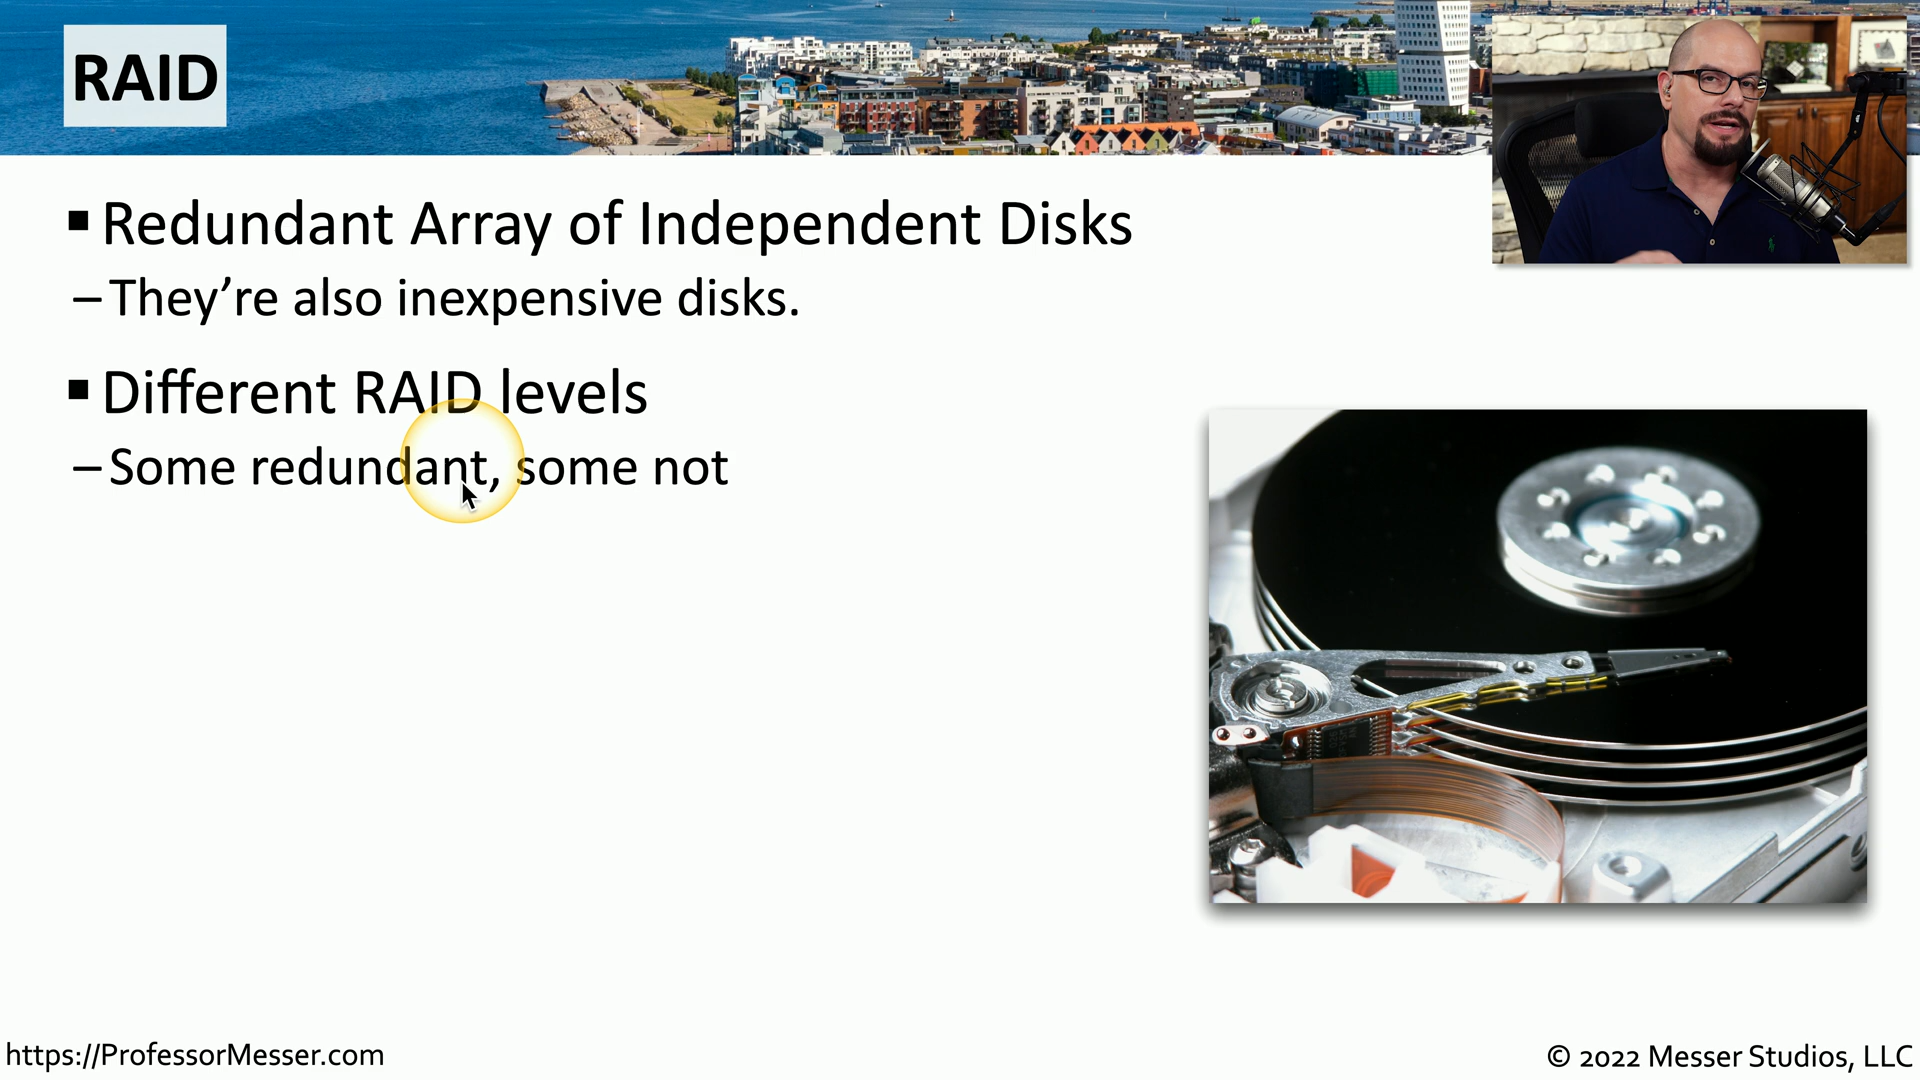 RAID
▪ Redundant Array of Independent Disks
– They’re also inexpensive disks.
▪ Different RAID levels
– Some redundant, some not
https://ProfessorMesser.com
© 2022 Messer Studios, LLC